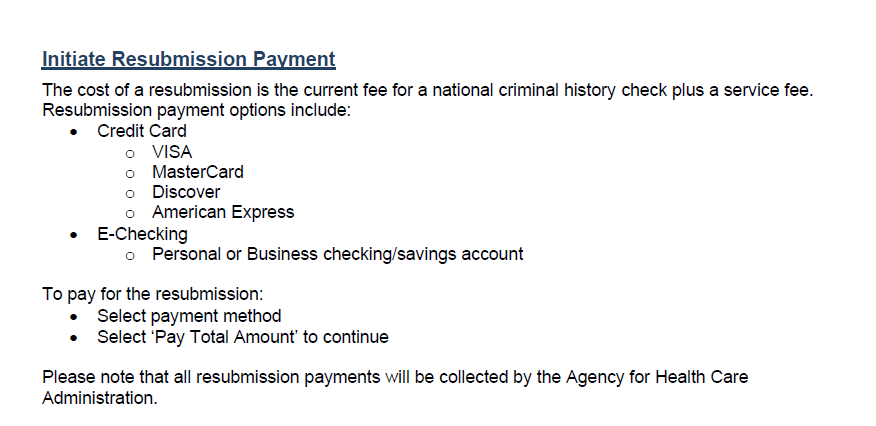 Initiate Resubmission Payment
The cost of a resubmission is the current fee for a national criminal history check plus a service fee.
Resubmission payment options include:
• Credit Card
o VISA
o MasterCard
o Discover
o American Express
• E-Checking
o Personal or Business checking/savings account
To pay for the resubmission:
• Select payment method
• Select ‘Pay Total Amount’ to continue
Please note that all resubmission payments will be collected by the Agency for Health Care
Administration.